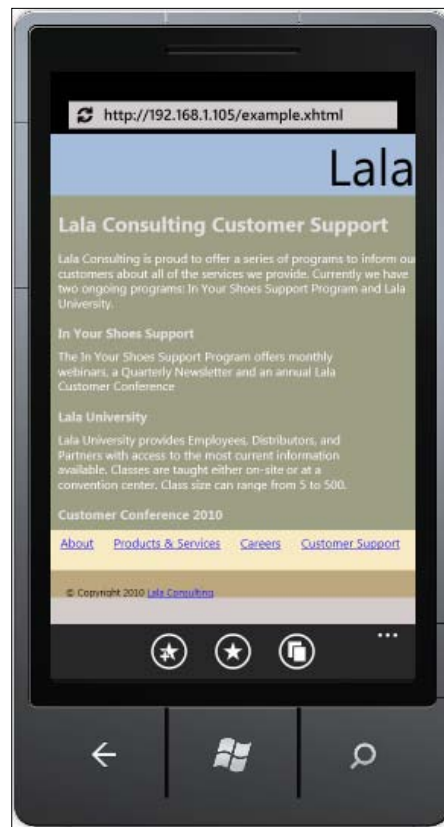 http://192.168.1.105/example.xhtml
Lala
Lala Consulting Customer Support
Lala Consulting is proud to offer a series of programs to inform ou
customers about all of the services we provide. Currently we have
two ongoing programs: In Your Shoes Support Program and Lala
University.
In Your Shoes Support
The In Your Shoes Support Program offers monthly
webinars, a Quarterly Newsletter and an annual Lala
Customer Conference
Lala University
Lala University provides Employees, Distributors, and
Partners with access to the most current information
available. Classes are taught either on-site or at a
convention center. Class size can range from 5 to 500.
Customer Conference 2010
About Products & Services Careers Customer Support
© Copyright 2010 Lala Consulting